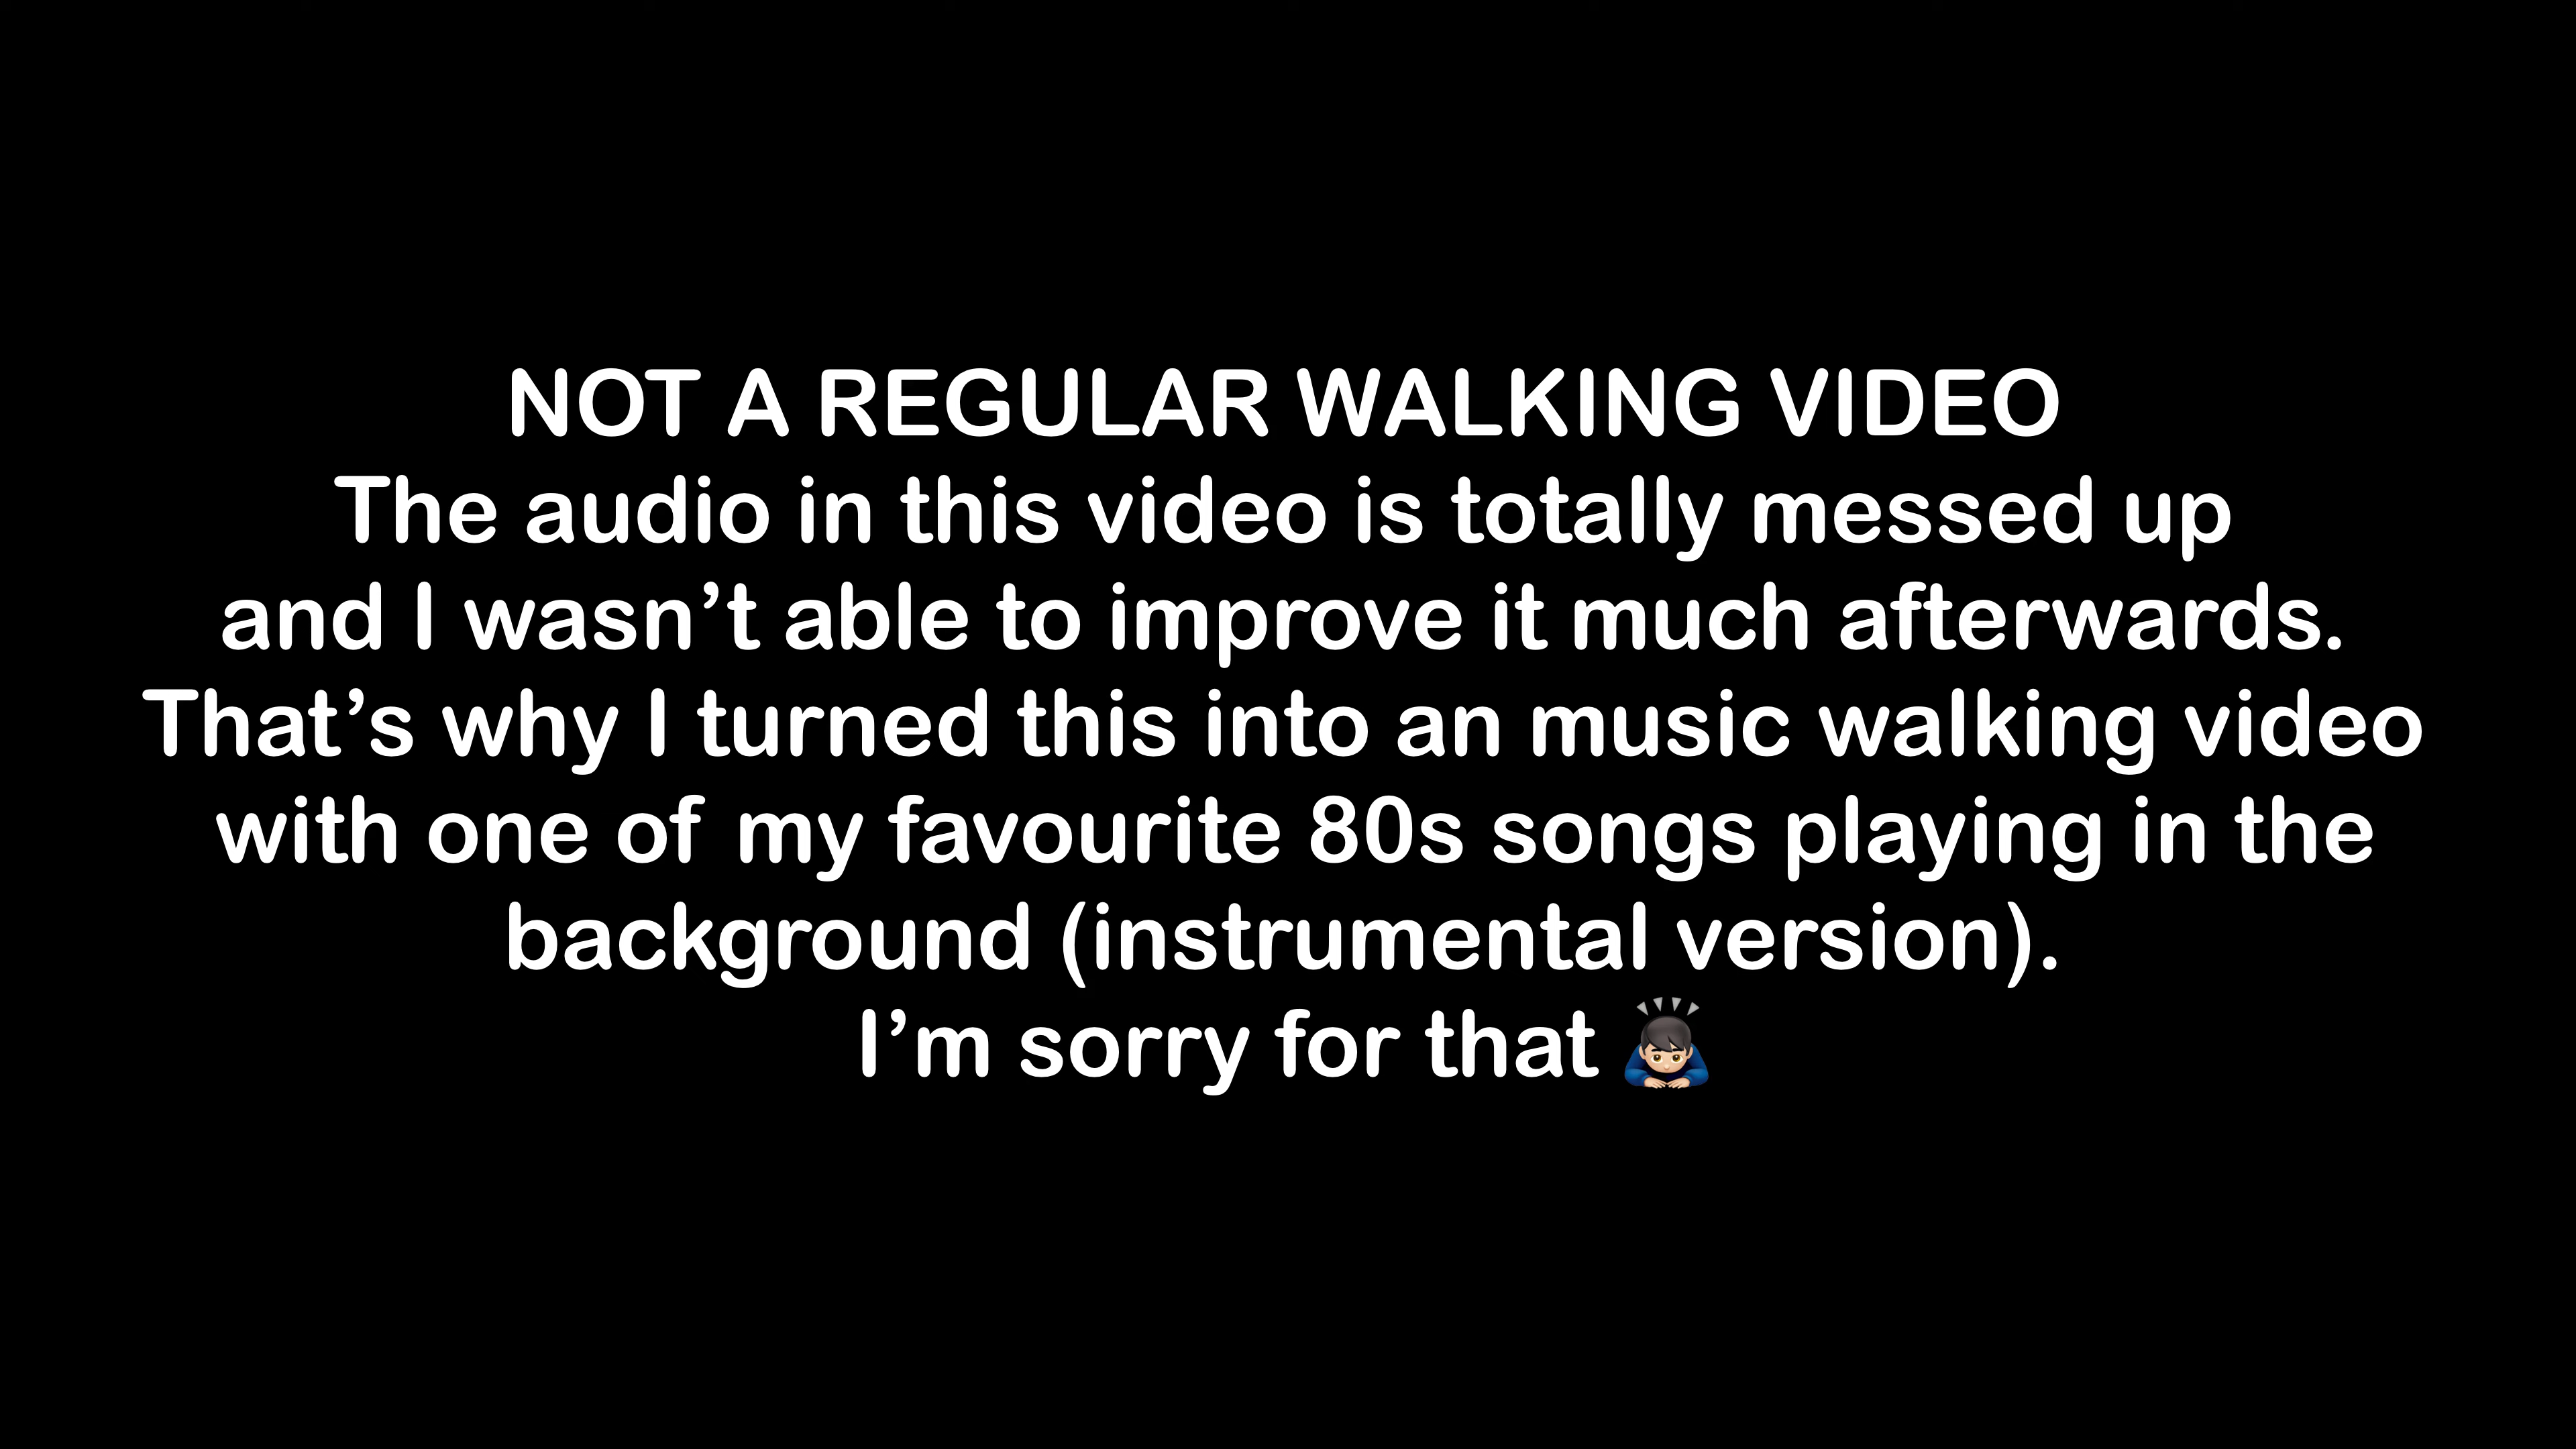 NOT A REGULAR WALKING VIDEO
The audio in this video is totally messed up
and I wasn’t able to improve it much afterwards.
That’s why I turned this into an music walking video
with one of my favourite 80s songs playing in the
background (instrumental version).
I’m sorry for that 🙇🏻‍♂️